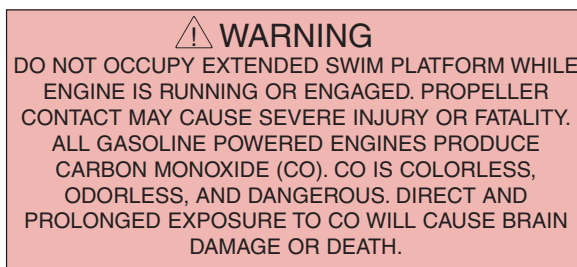 WARNING
DO NOT OCCUPY EXTENDED SWIM PLATFORM WHILE
ENGINE IS RUNNING OR ENGAGED. PROPELLER
CONTACT MAY CAUSE SEVERE INJURY OR FATALITY.
ALL GASOLINE POWERED ENGINES PRODUCE
CARBON MONOXIDE (CO). CO IS COLORLESS,
ODORLESS, AND DANGEROUS. DIRECT AND
PROLONGED EXPOSURE TO CO WILL CAUSE BRAIN
DAMAGE OR DEATH.